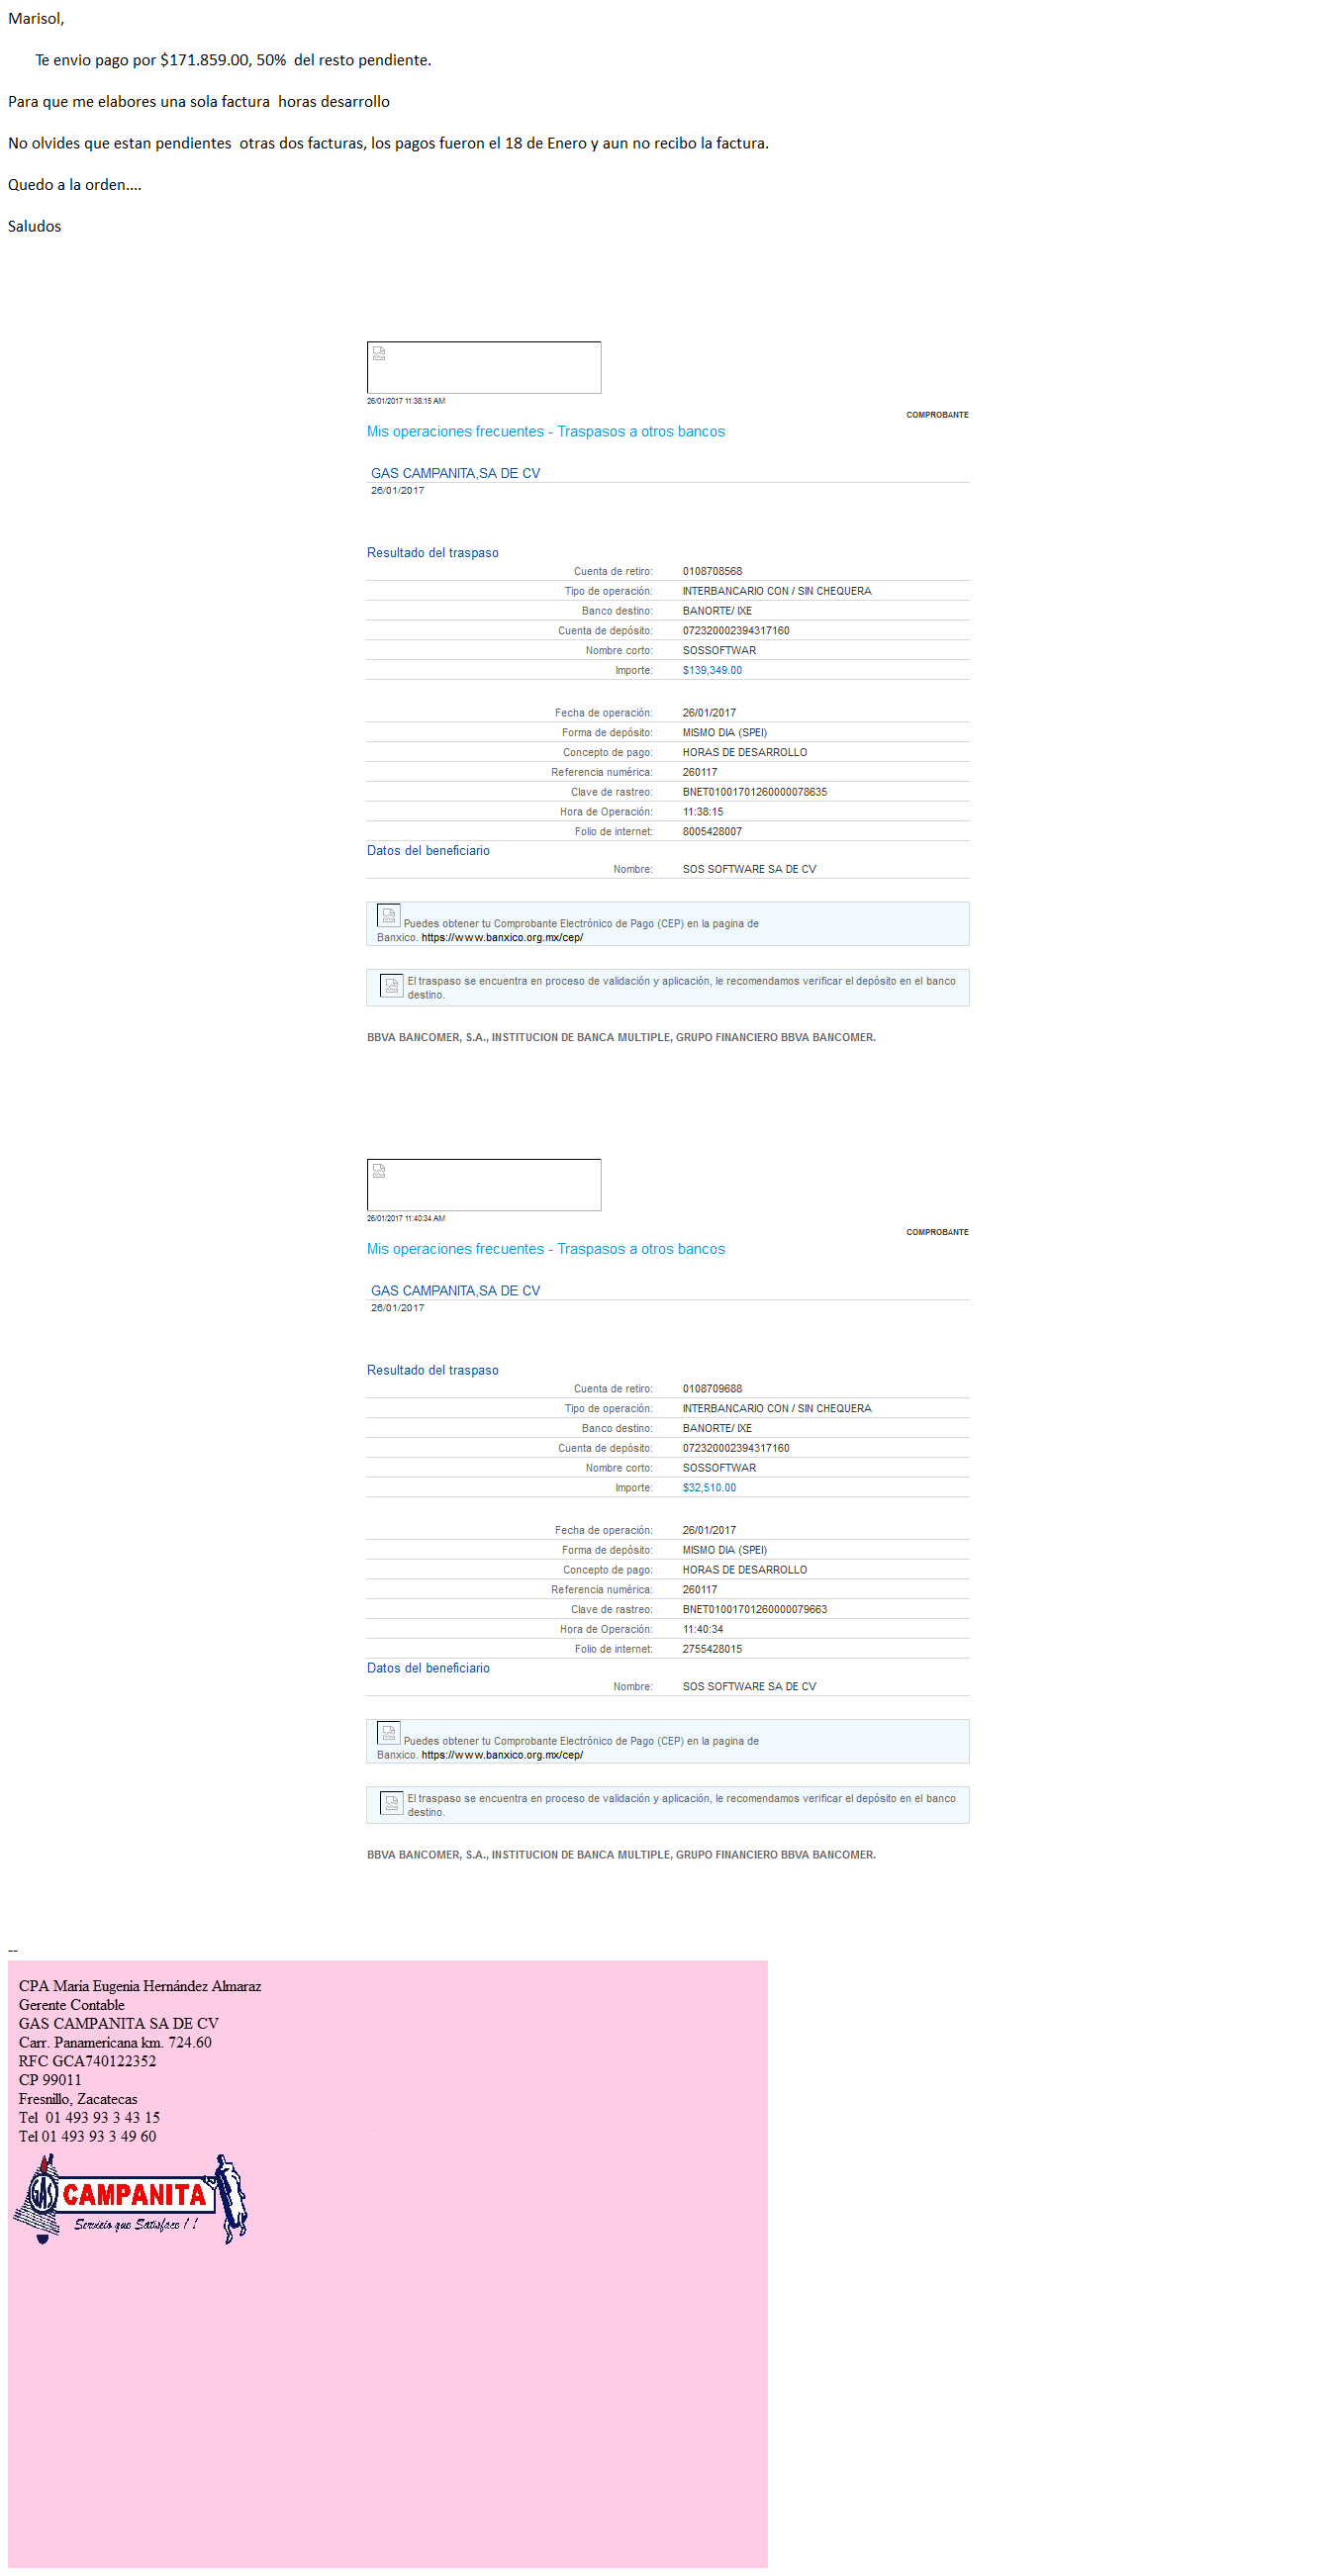 Marisol,
Te envio pago por $171.859.00, 50%  del resto pendiente.
Para que me elabores una sola factura  horas desarrollo
No olvides que estan pendientes  otras dos facturas, los pagos fueron el 18 de Enero y aun no recibo la factura.
Quedo a la orden....
Saludos
26/01/2017 11:38:15 AM
COMPROBANTE
Mis operaciones frecuentes - Traspasos a otros bancos
GAS CAMPANITA,SA DE CV
26/01/2017
Resultado del traspaso
Cuenta de retiro: 0108708568
Tipo de operación: INTERBANCARIO CON / SIN CHEQUERA
Banco destino: BANORTE/ IXE
Cuenta de depósito: 072320002394317160
Nombre corto: SOSSOFTWAR
Importe: $139,349.00
Fecha de operación: 26/01/2017
Forma de depósito: MISMO DIA (SPEI)
Concepto de pago: HORAS DE DESARROLLO
Referencia numérica: 260117
Clave de rastreo: BNET01001701260000078635
Hora de Operación: 11:38:15
Folio de internet: 8005428007
Datos del beneficiario
Nombre: SOS SOFTWARE SA DE CV
Puedes obtener tu Comprobante Electrónico de Pago (CEP) en la pagina de
Banxico. https://www.banxico.org.mx/cep/
El traspaso se encuentra en proceso de validación y aplicación, le recomendamos verificar el depósito en el banco
destino.
BBVA BANCOMER, S.A., INSTITUCION DE BANCA MULTIPLE, GRUPO FINANCIERO BBVA BANCOMER.
26/01/2017 11:40:34 AM
COMPROBANTE
Mis operaciones frecuentes - Traspasos a otros bancos
GAS CAMPANITA,SA DE CV
26/01/2017
Resultado del traspaso
Cuenta de retiro: 0108709688
Tipo de operación: INTERBANCARIO CON / SIN CHEQUERA
Banco destino: BANORTE/ IXE
Cuenta de depósito: 072320002394317160
Nombre corto: SOSSOFTWAR
Importe: $32,510.00
Fecha de operación: 26/01/2017
Forma de depósito: MISMO DIA (SPEI)
Concepto de pago: HORAS DE DESARROLLO
Referencia numérica: 260117
Clave de rastreo: BNET01001701260000079663
Hora de Operación: 11:40:34
Folio de internet: 2755428015
Datos del beneficiario
Nombre: SOS SOFTWARE SA DE CV
Puedes obtener tu Comprobante Electrónico de Pago (CEP) en la pagina de
Banxico. https://www.banxico.org.mx/cep/
El traspaso se encuentra en proceso de validación y aplicación, le recomendamos verificar el depósito en el banco
destino.
BBVA BANCOMER, S.A., INSTITUCION DE BANCA MULTIPLE, GRUPO FINANCIERO BBVA BANCOMER.
--
CPA María Eugenia Hernández Almaraz
Gerente Contable
GAS CAMPANITA SA DE CV
Carr. Panamericana km. 724.60
RFC GCA740122352
CP 99011
Fresnillo, Zacatecas
Tel  01 493 93 3 43 15
Tel 01 493 93 3 49 60
GAS CAMPANITA
Servicio que Satisface ! !